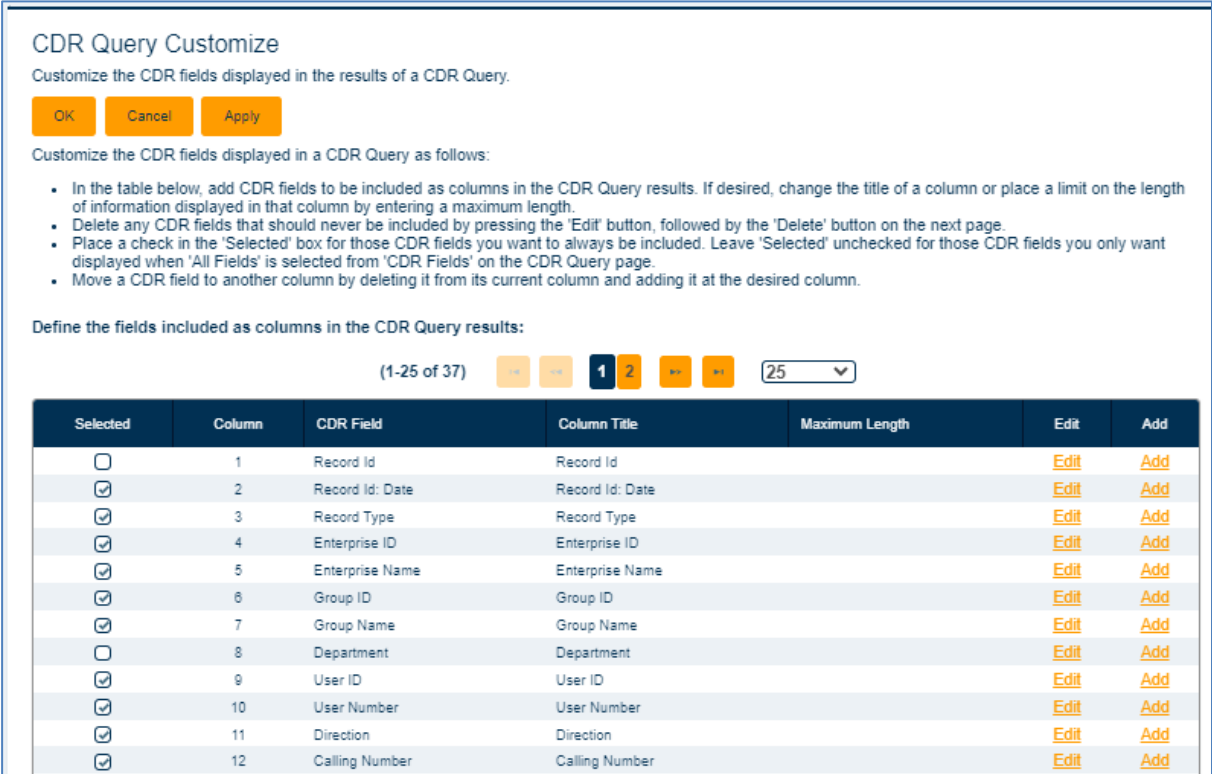 CDR Query Customize
Customize the CDR fields displayed in the results of a CDR Query.
OK Cancel Apply
Customize the CDR fields displayed in a CDR Query as follows:
• In the table below, add CDR fields to be included as columns in the CDR Query results. If desired, change the title of a column or place a limit on the length
of information displayed in that column by entering a maximum length.
• Delete any CDR fields that should never be included by pressing the 'Edit' button, followed by the 'Delete' button on the next page.
• Place a check in the 'Selected' box for those CDR fields you want to always be included. Leave 'Selected' unchecked for those CDR fields you only want
displayed when 'All Fields' is selected from 'CDR Fields' on the CDR Query page.
• Move a CDR field to another column by deleting it from its current column and adding it at the desired column.
Define the fields included as columns in the CDR Query results:
(1-25 of 37) 1 2 25
Selected Column CDR Field Column Title Maximum Length Edit Add
1 Record Id Record Id Edit Add
2 Record Id: Date Record Id: Date Edit Add
3 Record Type Record Type Edit Add
4 Enterprise ID Enterprise ID Edit Add
5 Enterprise Name Enterprise Name Edit Add
6 Group ID Group ID Edit Add
7 Group Name Group Name Edit Add
8 Department Department Edit Add
9 User ID User ID Edit Add
10 User Number User Number Edit Add
11 Direction Direction Edit Add
12 Calling Number Calling Number Edit Add